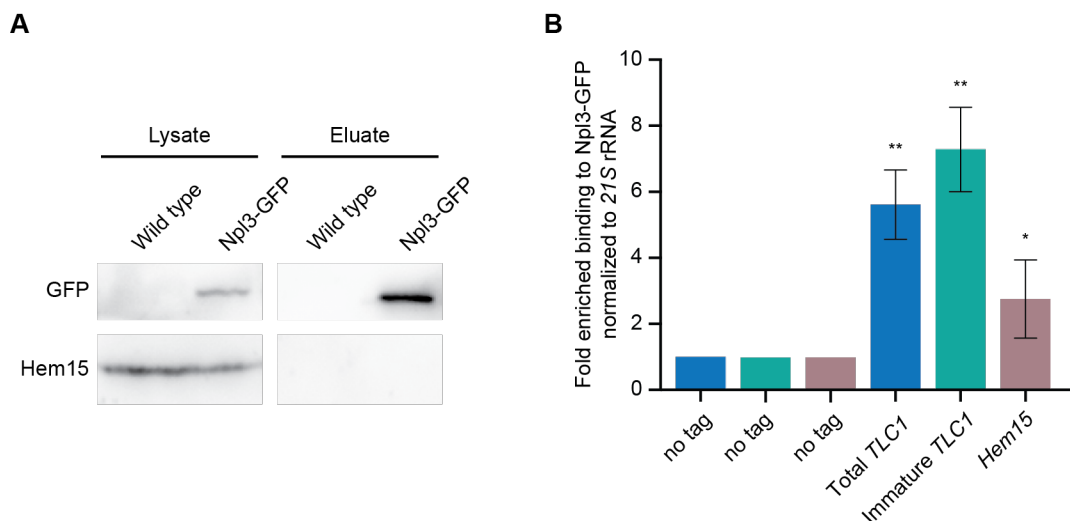 A
Lysate
Eluate
Wild type
Npl3-GFP
Wild type
Npl3-GFP
GFP
Hem15
B
Fold enriched binding to Npl3-GFP
normalized to 21S rRNA
10
8
6
4
2
0
**
**
*
no tag
no tag
no tag
Total TLC1
Immature TLC1
Hem15